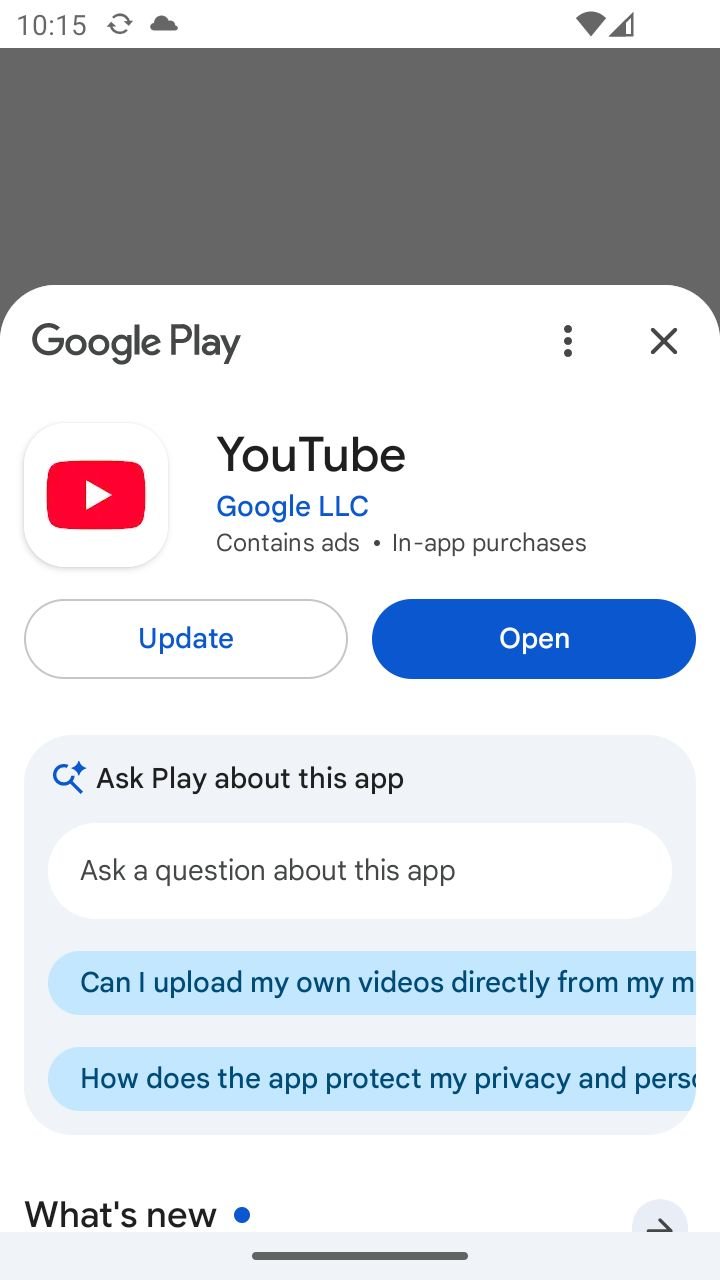 10:15
Google Play
YouTube
Google LLC
Contains ads • In-app purchases
Update
Open
Ask Play about this app
Ask a question about this app
Can I upload my own videos directly from my m
How does the app protect my privacy and pers
What's new